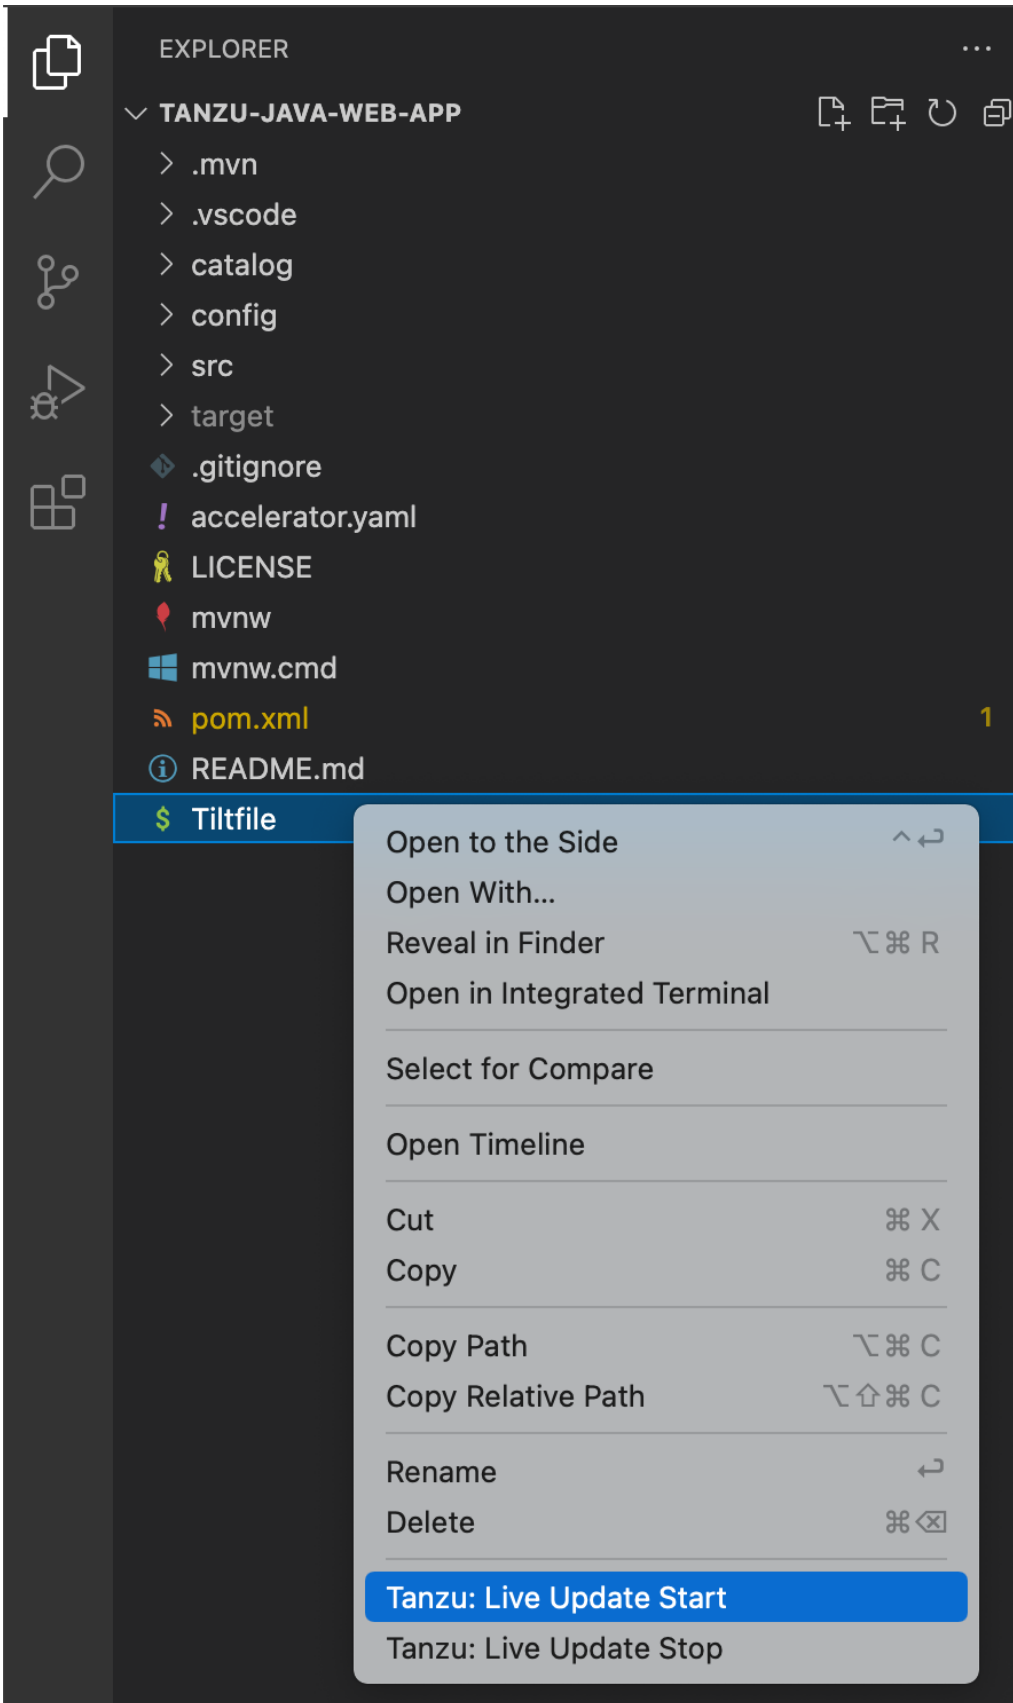 EXPLORER
TANZU-JAVA-WEB-APP
.mvn
.vscode
catalog
config
src
target
.gitignore
! accelerator.yaml
LICENSE
mvnw
mvnw.cmd
pom.xml 1
README.md
$ Tiltfile
Open to the Side ^↩
Open With...
Reveal in Finder ⌥⌘ R
Open in Integrated Terminal
Select for Compare
Open Timeline
Cut ⌘ X
Copy ⌘ C
Copy Path ⌥⌘ C
Copy Relative Path ⌥⇧⌘ C
Rename ↩
Delete ⌘⌫
Tanzu: Live Update Start
Tanzu: Live Update Stop